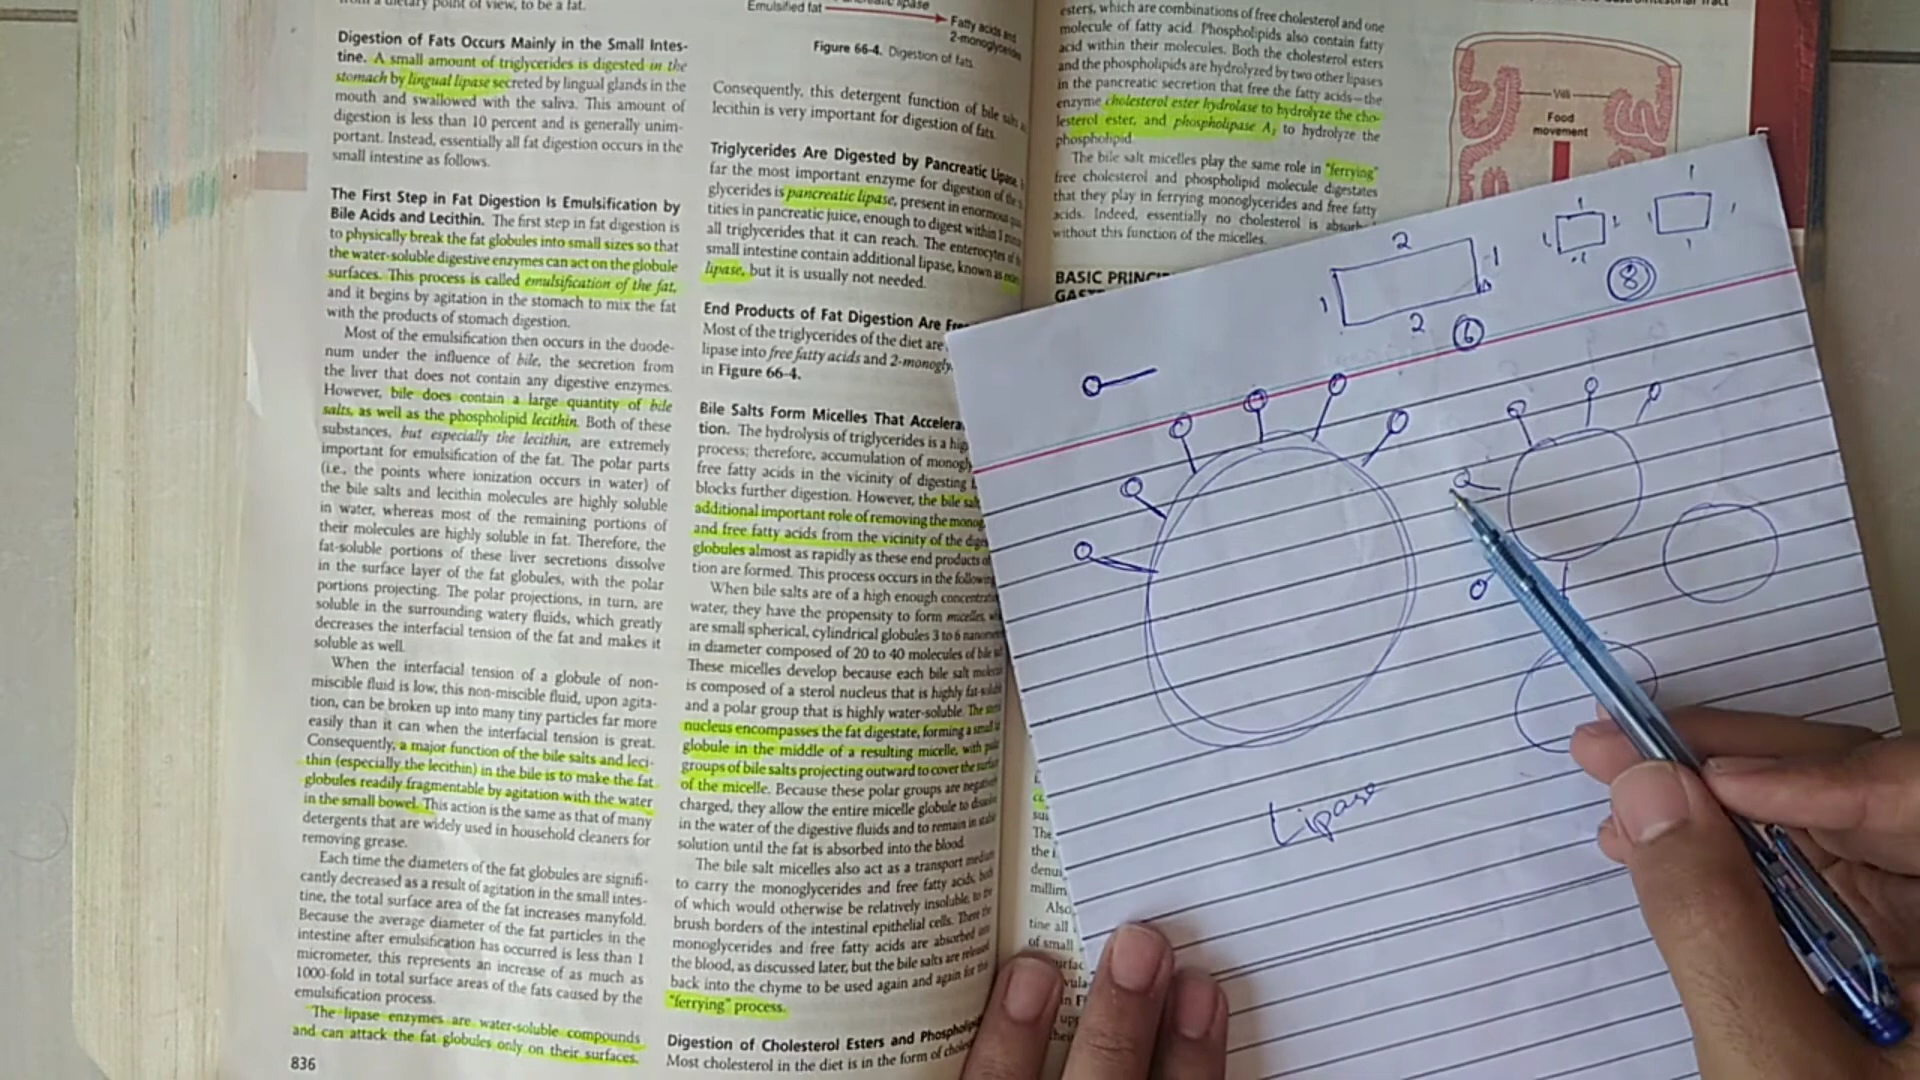 from a dietary point of view, to be a fat.
Digestion of Fats Occurs Mainly in the Small Intes-
tine. A small amount of triglycerides is digested in the
stomach by lingual lipase secreted by lingual glands in the
mouth and swallowed with the saliva. This amount of
digestion is less than 10 percent and is generally unim-
portant. Instead, essentially all fat digestion occurs in the
small intestine as follows.
The First Step in Fat Digestion Is Emulsification by
Bile Acids and Lecithin. The first step in fat digestion is
to physically break the fat globules into small sizes so that
the water-soluble digestive enzymes can act on the globule
surfaces. This process is called emulsification of the fat,
and it begins by agitation in the stomach to mix the fat
with the products of stomach digestion.
Most of the emulsification then occurs in the duode-
num under the influence of bile, the secretion from
the liver that does not contain any digestive enzymes.
However, bile does contain a large quantity of bile
salts, as well as the phospholipid lecithin. Both of these
substances, but especially the lecithin, are extremely
important for emulsification of the fat. The polar parts
(i.e., the points where ionization occurs in water) of
the bile salts and lecithin molecules are highly soluble
in water, whereas most of the remaining portions of
their molecules are highly soluble in fat. Therefore, the
fat-soluble portions of these liver secretions dissolve
in the surface layer of the fat globules, with the polar
portions projecting. The polar projections, in turn, are
soluble in the surrounding watery fluids, which greatly
decreases the interfacial tension of the fat and makes it
soluble as well.
When the interfacial tension of a globule of non-
miscible fluid is low, this non-miscible fluid, upon agita-
tion, can be broken up into many tiny particles far more
easily than it can when the interfacial tension is great.
Consequently, a major function of the bile salts and leci-
thin (especially the lecithin) in the bile is to make the fat
globules readily fragmentable by agitation with the water
in the small bowel. This action is the same as that of many
detergents that are widely used in household cleaners for
removing grease.
Each time the diameters of the fat globules are signifi-
cantly decreased as a result of agitation in the small intes-
tine, the total surface area of the fat increases manyfold.
Because the average diameter of the fat particles in the
intestine after emulsification has occurred is less than 1
micrometer, this represents an increase of as much as
1000-fold in total surface areas of the fats caused by the
emulsification process.
The lipase enzymes are water-soluble compounds
and can attack the fat globules only on their surfaces.
836
Emulsified fat
Fatty acids and
2-monoglycerides
Figure 66-4. Digestion of fats.
Consequently, this detergent function of bile salts
lecithin is very important for digestion of fats.
Triglycerides Are Digested by Pancreatic Lipase.
far the most important enzyme for digestion of the
glycerides is pancreatic lipase, present in enormous
tities in pancreatic juice, enough to digest within 1
all triglycerides that it can reach. The enterocytes of
small intestine contain additional lipase, known as
lipase, but it is usually not needed.
End Products of Fat Digestion Are
Most of the triglycerides of the diet are
lipase into free fatty acids and
in Figure 66-4.
Bile Salts Form Micelles That
tion. The hydrolysis of triglycerides is a
process; therefore, accumulation of
free fatty acids in the vicinity of digesting
blocks further digestion. However, the bile
additional important role of removing the
and free fatty acids from the vicinity of the
globules almost as rapidly as these end products
tion are formed. This process occurs in the
When bile salts are of a high enough
water, they have the propensity to form micelles,
are small spherical, cylindrical globules 3 to 6
in diameter composed of 20 to 40 molecules of bile
These micelles develop because each bile salt
is composed of a sterol nucleus that is highly
and a polar group that is highly water-soluble. The
nucleus encompasses the fat digestate, forming a small
globule in the middle of a resulting micelle, with
groups of bile salts projecting outward to cover the
of the micelle. Because these polar groups are
charged, they allow the entire micelle globule to
in the water of the digestive fluids and to remain in
solution until the fat is absorbed into the blood.
The bile salt micelles also act as a transport
to carry the monoglycerides and free fatty acids, both
of which would otherwise be relatively insoluble, to the
brush borders of the intestinal epithelial cells. There the
monoglycerides and free fatty acids are absorbed
the blood, as discussed later, but the bile salts are released
back into the chyme to be used again and again for the
"ferrying" process.
Digestion of Cholesterol Esters and
Most cholesterol in the diet is in the form of
esters, which are combinations of free cholesterol and one
molecule of fatty acid. Phospholipids also contain fatty
acid within their molecules. Both the cholesterol esters
and the phospholipids are hydrolyzed by two other lipases
in the pancreatic secretion that free the fatty acids—the
enzyme cholesterol ester hydrolase to hydrolyze the cho-
lesterol ester, and phospholipase A2 to hydrolyze the
phospholipid.
The bile salt micelles play the same role in "ferrying"
free cholesterol and phospholipid molecule digestates
that they play in ferrying monoglycerides and free fatty
acids. Indeed, essentially no cholesterol is
without this function of the micelles.
BASIC
Villi
Food
movement
2
1
1
2
6
8
1
1
1
1
1
1
Lipase
The
Also,
tine all
of small